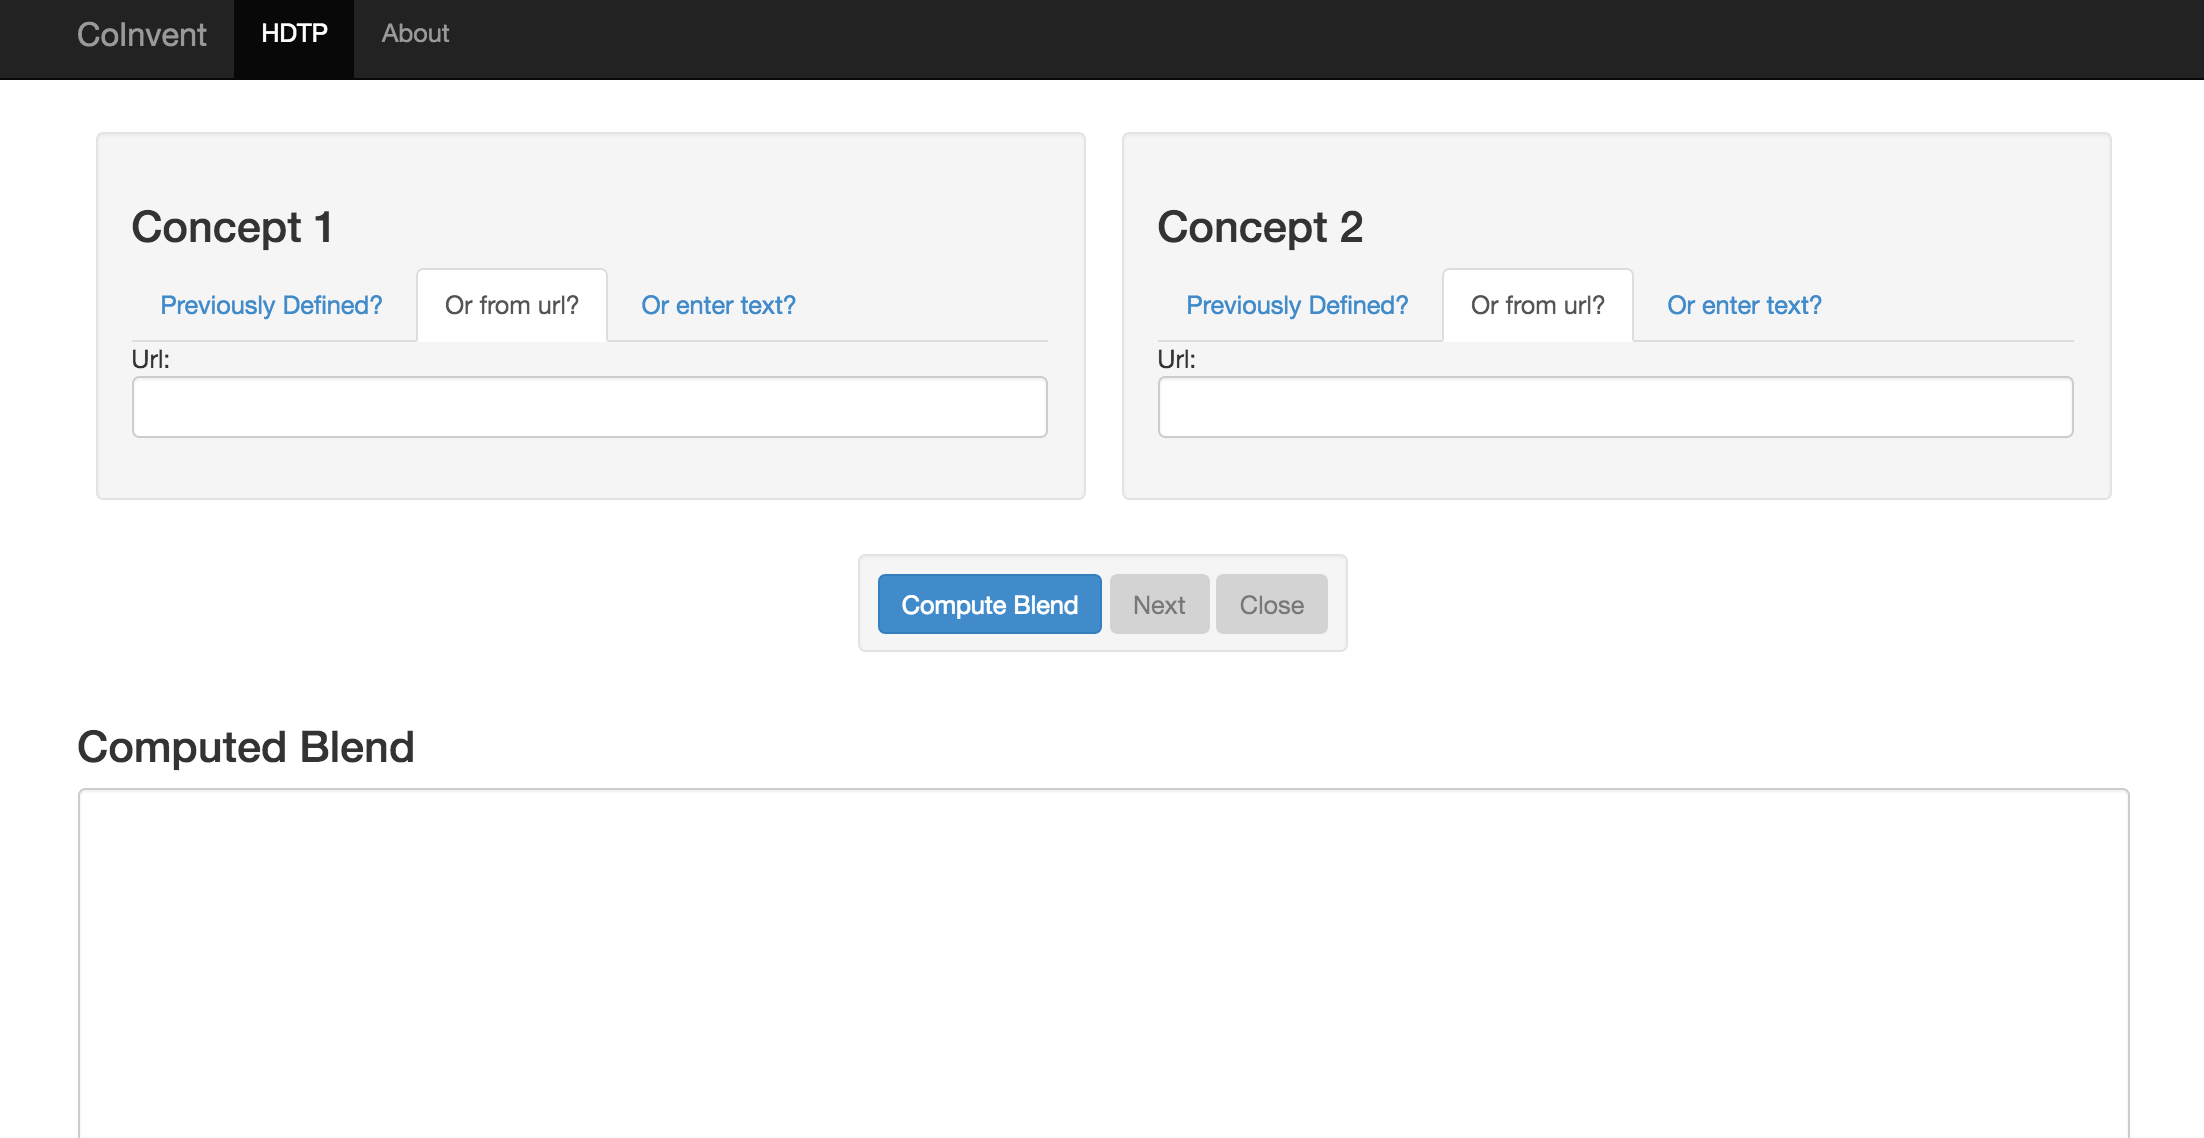 CoInvent HDTP About
Concept 1
Previously Defined? Or from url? Or enter text?
Url:
Concept 2
Previously Defined? Or from url? Or enter text?
Url:
Compute Blend Next Close
Computed Blend